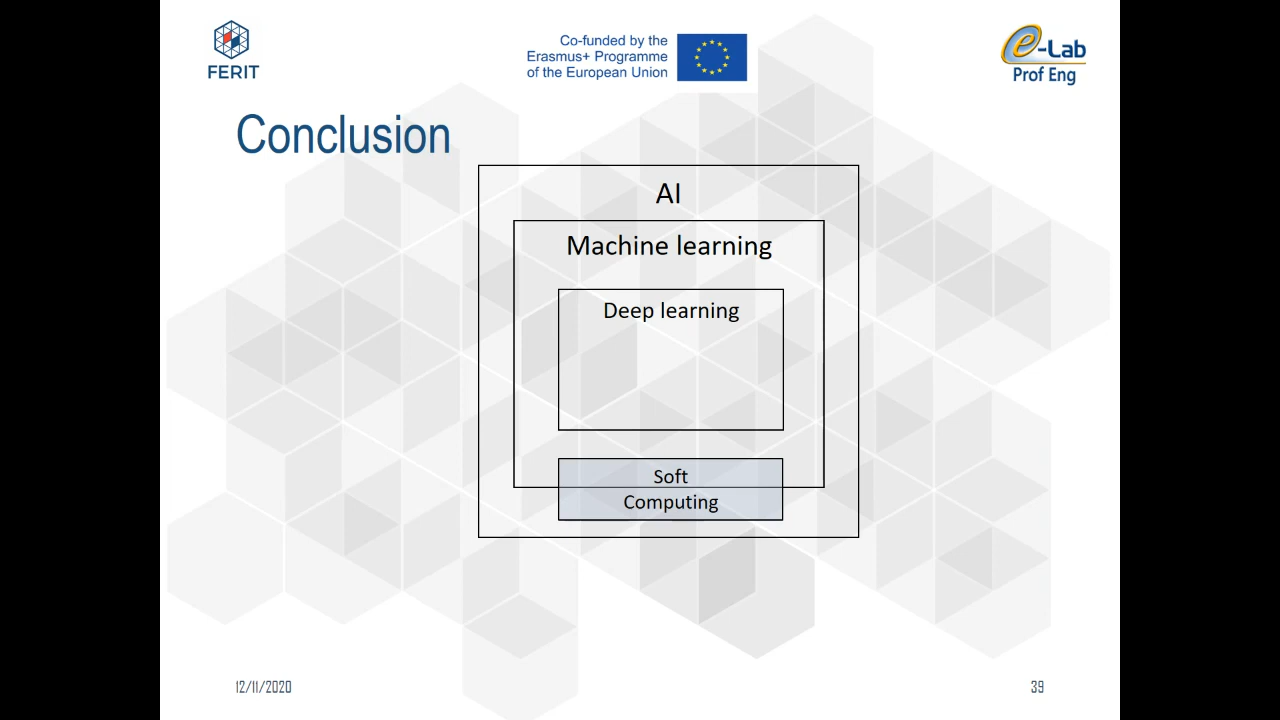 FERIT
Co-funded by the
Erasmus+ Programme
of the European Union
e-Lab
Prof Eng
Conclusion
AI
Machine learning
Deep learning
Soft
Computing
12/11/2020
39